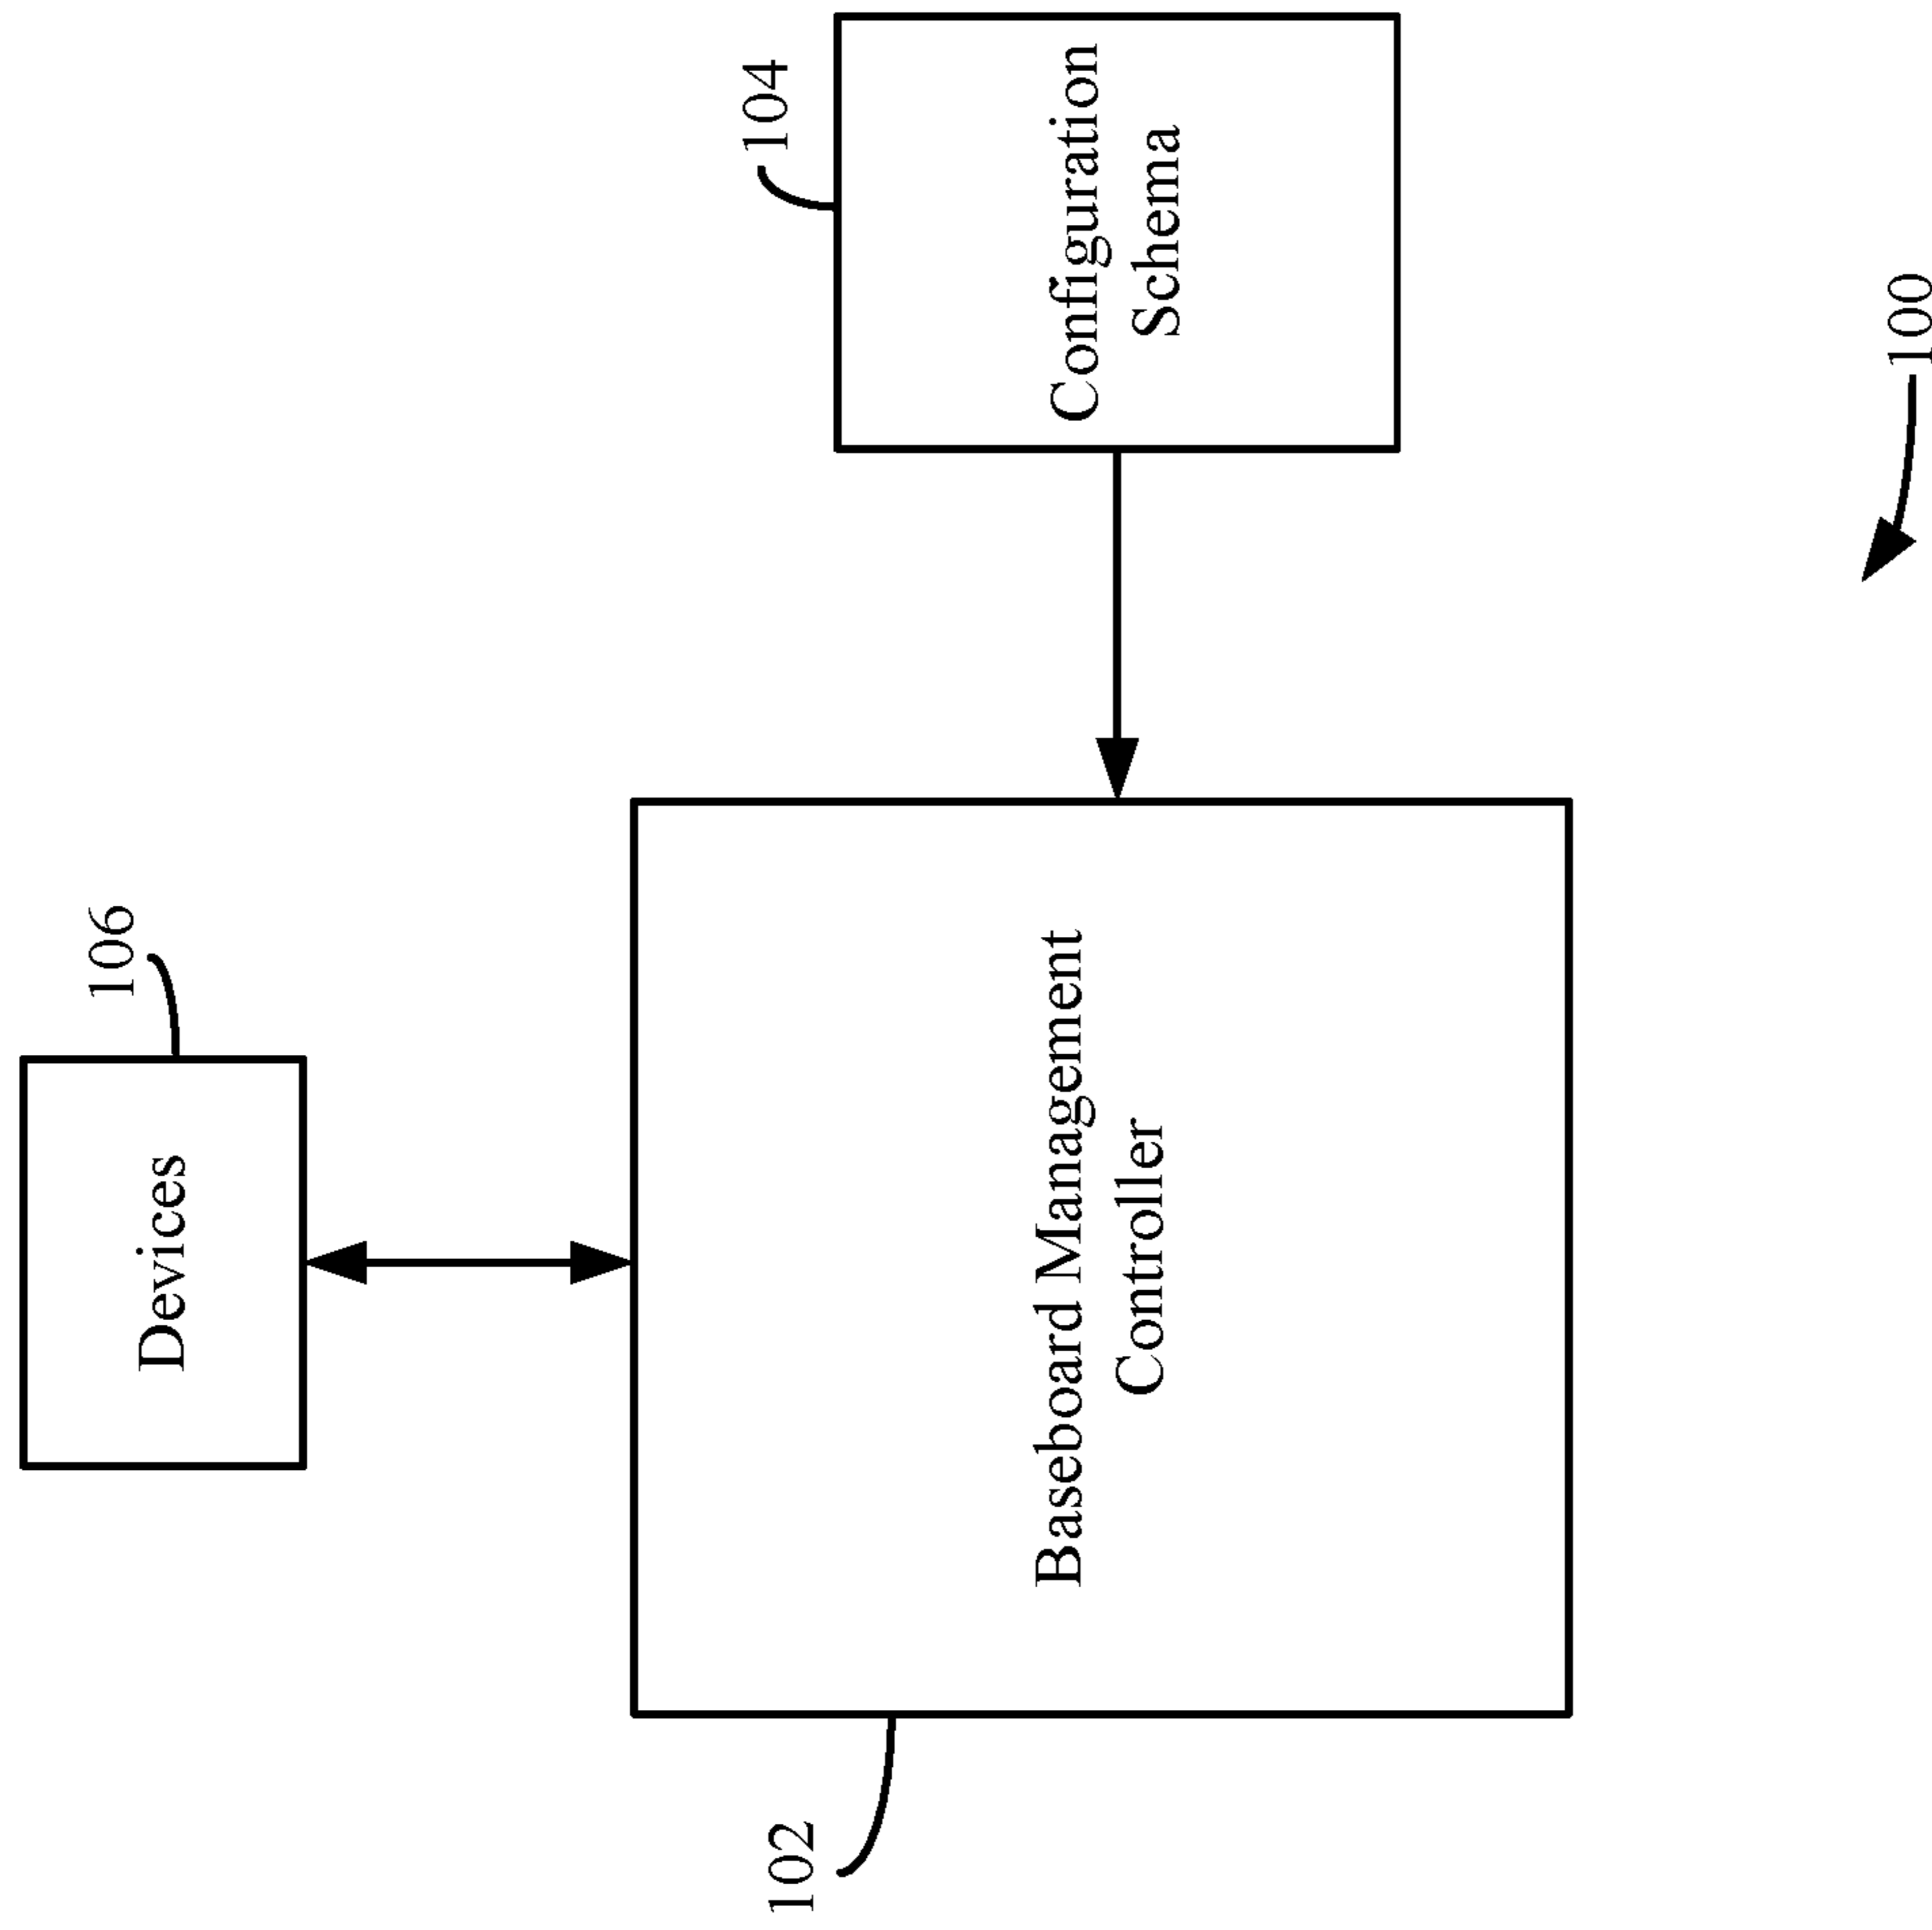 106
Devices
104
Configuration
Schema
Baseboard Management
Controller
102
100